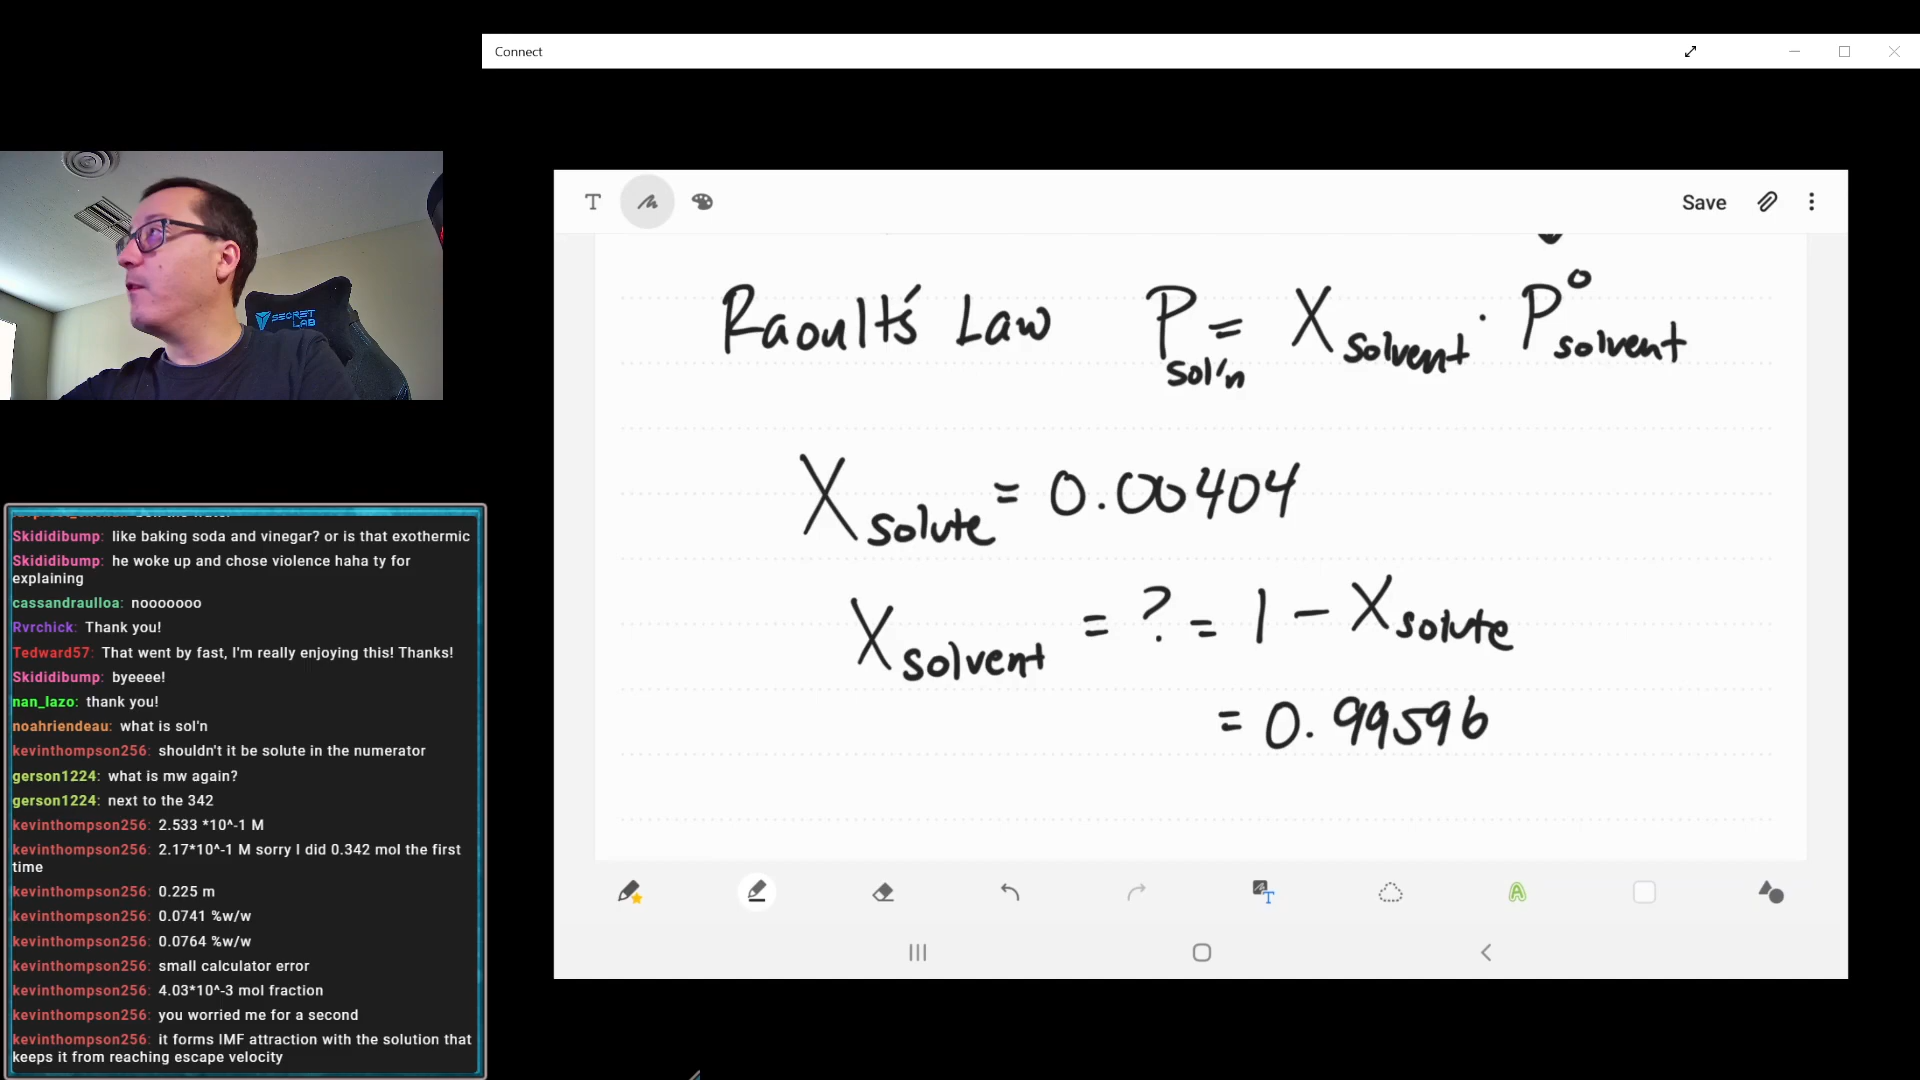 Connect
Save
Raoult's Law P sol'n = X solvent · P° solvent
X solute = 0.00404
X solvent = ? = 1 - X solute
= 0.99596
SECRET
LAB
Skididibump: like baking soda and vinegar? or is that exothermic
Skididibump: he woke up and chose violence haha ty for
explaining
cassandraulloa: nooooooo
Rvrchick: Thank you!
Tedward57: That went by fast, I'm really enjoying this! Thanks!
Skididibump: byeeee!
nan_lazo: thank you!
noahriendeau: what is sol'n
kevinthompson256: shouldn't it be solute in the numerator
gerson1224: what is mw again?
gerson1224: next to the 342
kevinthompson256: 2.533 *10^-1 M
kevinthompson256: 2.17*10^-1 M sorry I did 0.342 mol the first
time
kevinthompson256: 0.225 m
kevinthompson256: 0.0741 %w/w
kevinthompson256: 0.0764 %w/w
kevinthompson256: small calculator error
kevinthompson256: 4.03*10^-3 mol fraction
kevinthompson256: you worried me for a second
kevinthompson256: it forms IMF attraction with the solution that
keeps it from reaching escape velocity